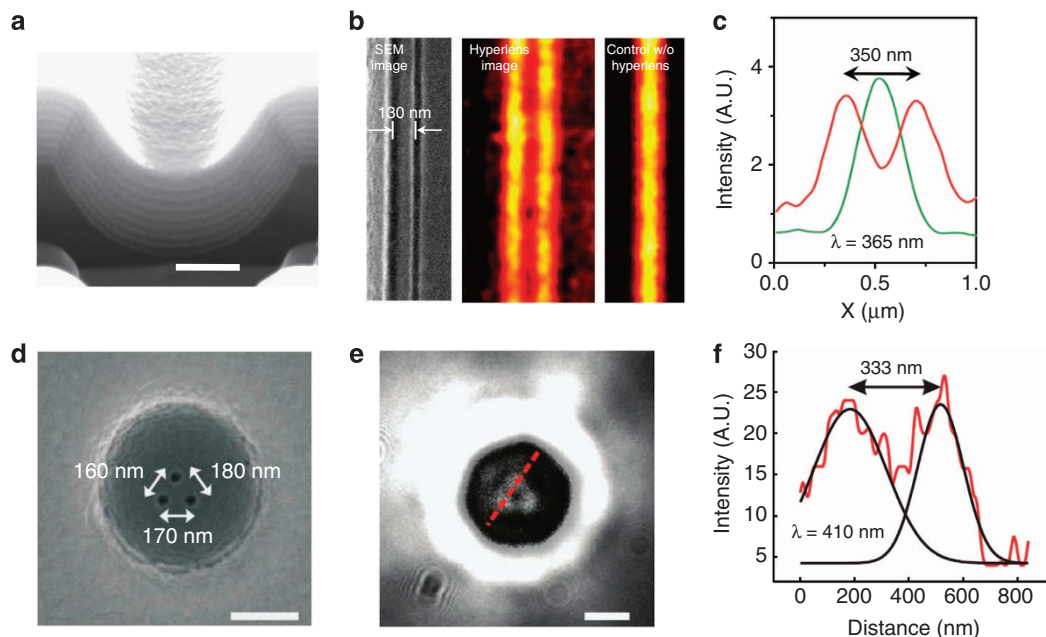 a
b
SEM
image
130 nm
Hyperlens
image
Control w/o
hyperlens
c
350 nm
4
2
0
Intensity (A.U.)
λ = 365 nm
0.0
0.5
1.0
X (μm)
d
160 nm
180 nm
170 nm
e
f
30
25
20
15
10
5
Intensity (A.U.)
333 nm
λ = 410 nm
0
200
400
600
800
Distance (nm)